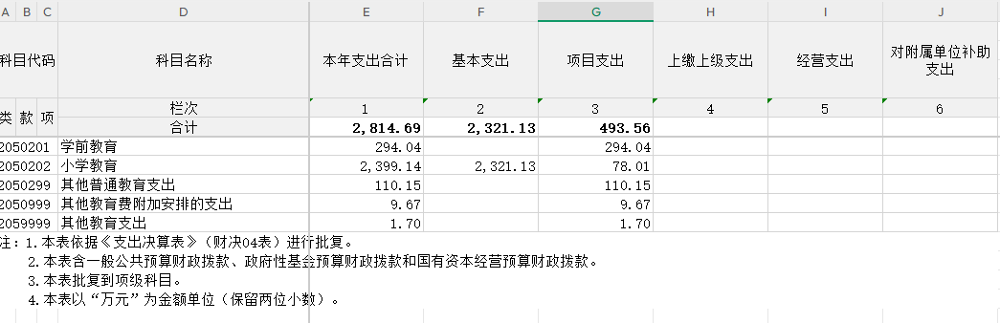 A B C D E F G H I J
科目代码 科目名称 本年支出合计 基本支出 项目支出 上缴上级支出 经营支出 对附属单位补助
支出
类 款 项 栏次 1 2 3 4 5 6
合计 2,814.69 2,321.13 493.56
2050201 学前教育 294.04 294.04
2050202 小学教育 2,399.14 2,321.13 78.01
2050299 其他普通教育支出 110.15 110.15
2050999 其他教育费附加安排的支出 9.67 9.67
2059999 其他教育支出 1.70 1.70
注：1.本表依据《支出决算表》（财决04表）进行批复。
2.本表含一般公共预算财政拨款、政府性基金预算财政拨款和国有资本经营预算财政拨款。
3.本表批复到项级科目。
4.本表以“万元”为金额单位（保留两位小数）。